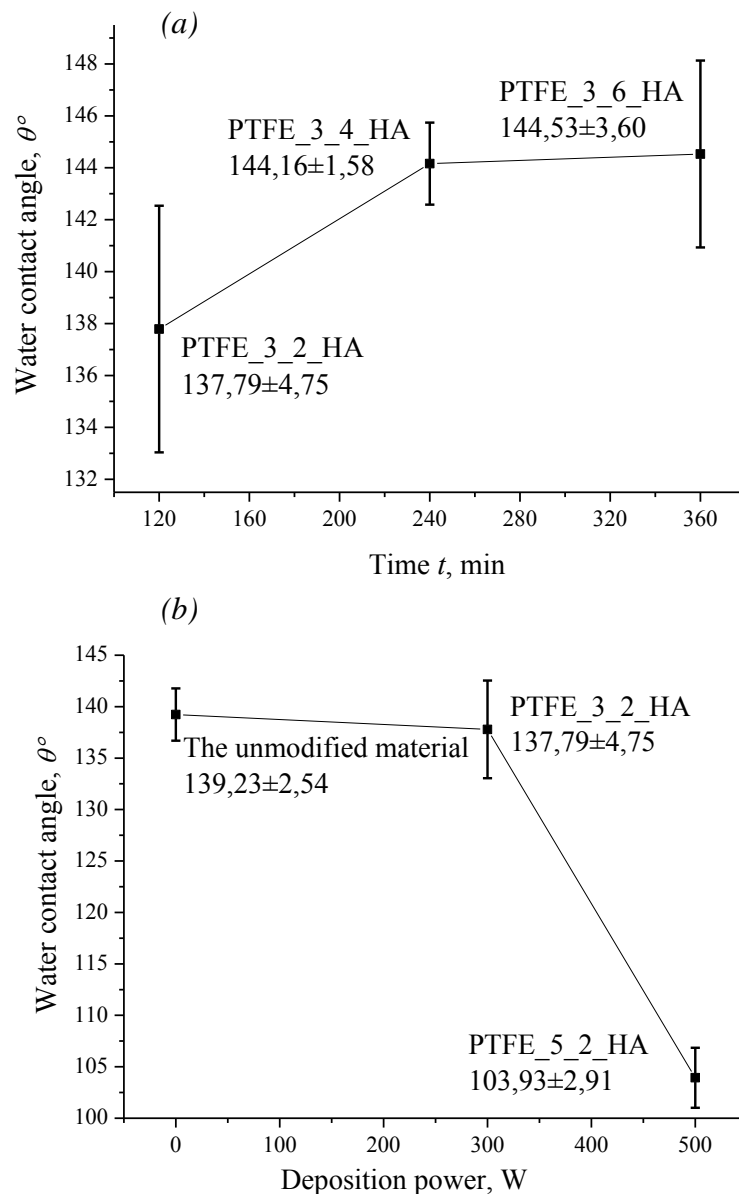 (a)
148
146
144
142
140
138
136
134
132
Water contact angle, θ°
PTFE_3_4_HA
144,16±1,58
PTFE_3_6_HA
144,53±3,60
PTFE_3_2_HA
137,79±4,75
120 160 200 240 280 320 360
Time t, min
(b)
145
140
135
130
125
120
115
110
105
100
Water contact angle, θ°
The unmodified material
139,23±2,54
PTFE_3_2_HA
137,79±4,75
PTFE_5_2_HA
103,93±2,91
0 100 200 300 400 500
Deposition power, W